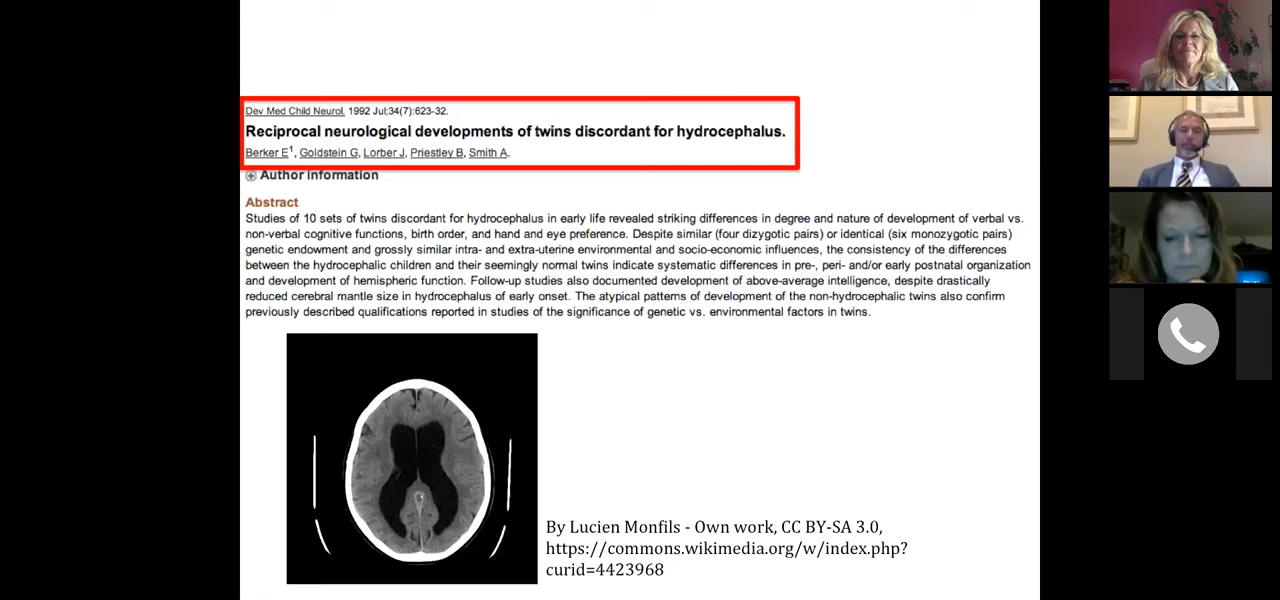 Dev Med Child Neurol. 1992 Jul;34(7):623-32.
Reciprocal neurological developments of twins discordant for hydrocephalus.
Berker E1, Goldstein G, Lorber J, Priestley B, Smith A.
Author information
Abstract
Studies of 10 sets of twins discordant for hydrocephalus in early life revealed striking differences in degree and nature of development of verbal vs.
non-verbal cognitive functions, birth order, and hand and eye preference. Despite similar (four dizygotic pairs) or identical (six monozygotic pairs)
genetic endowment and grossly similar intra- and extra-uterine environmental and socio-economic influences, the consistency of the differences
between the hydrocephalic children and their seemingly normal twins indicate systematic differences in pre-, peri- and/or early postnatal organization
and development of hemispheric function. Follow-up studies also documented development of above-average intelligence, despite drastically
reduced cerebral mantle size in hydrocephalus of early onset. The atypical patterns of development of the non-hydrocephalic twins also confirm
previously described qualifications reported in studies of the significance of genetic vs. environmental factors in twins.
By Lucien Monfils - Own work, CC BY-SA 3.0,
https://commons.wikimedia.org/w/index.php?
curid=4423968